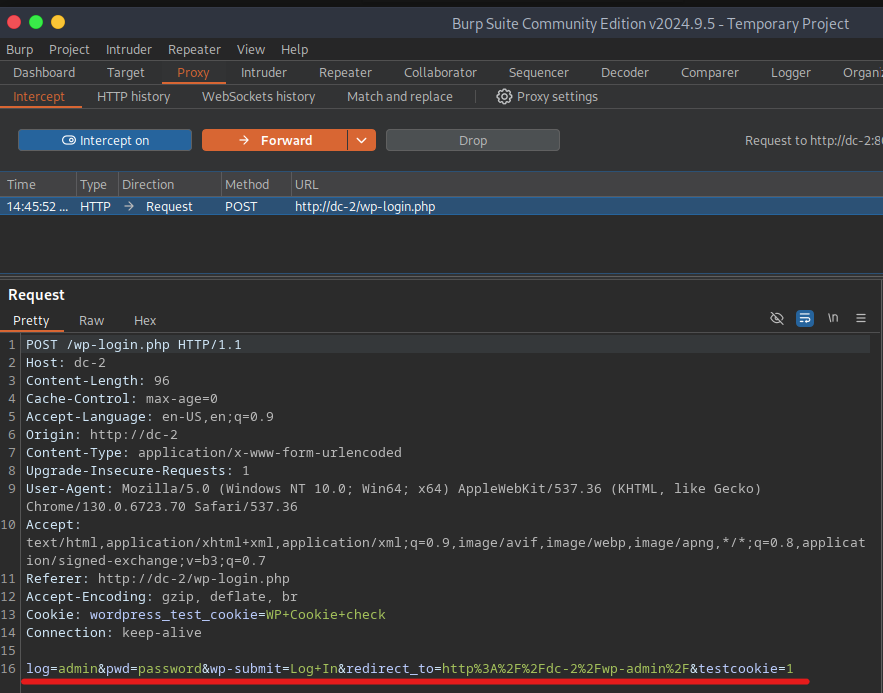 Burp Suite Community Edition v2024.9.5 - Temporary Project
Burp Project Intruder Repeater View Help
Dashboard Target Proxy Intruder Repeater Collaborator Sequencer Decoder Comparer Logger
Intercept HTTP history WebSockets history Match and replace Proxy settings
Intercept on Forward Drop Request to http://dc-2:8
Time Type Direction Method URL
14:45:52 ... HTTP → Request POST http://dc-2/wp-login.php
Request
Pretty Raw Hex \n
1 POST /wp-login.php HTTP/1.1
2 Host: dc-2
3 Content-Length: 96
4 Cache-Control: max-age=0
5 Accept-Language: en-US,en;q=0.9
6 Origin: http://dc-2
7 Content-Type: application/x-www-form-urlencoded
8 Upgrade-Insecure-Requests: 1
9 User-Agent: Mozilla/5.0 (Windows NT 10.0; Win64; x64) AppleWebKit/537.36 (KHTML, like Gecko)
Chrome/130.0.6723.70 Safari/537.36
10 Accept:
text/html,application/xhtml+xml,application/xml;q=0.9,image/avif,image/webp,image/apng,*/*;q=0.8,applicat
ion/signed-exchange;v=b3;q=0.7
11 Referer: http://dc-2/wp-login.php
12 Accept-Encoding: gzip, deflate, br
13 Cookie: wordpress_test_cookie=WP+Cookie+check
14 Connection: keep-alive
15
16 log=admin&pwd=password&wp-submit=Log+In&redirect_to=http%3A%2F%2Fdc-2%2Fwp-admin%2F&testcookie=1